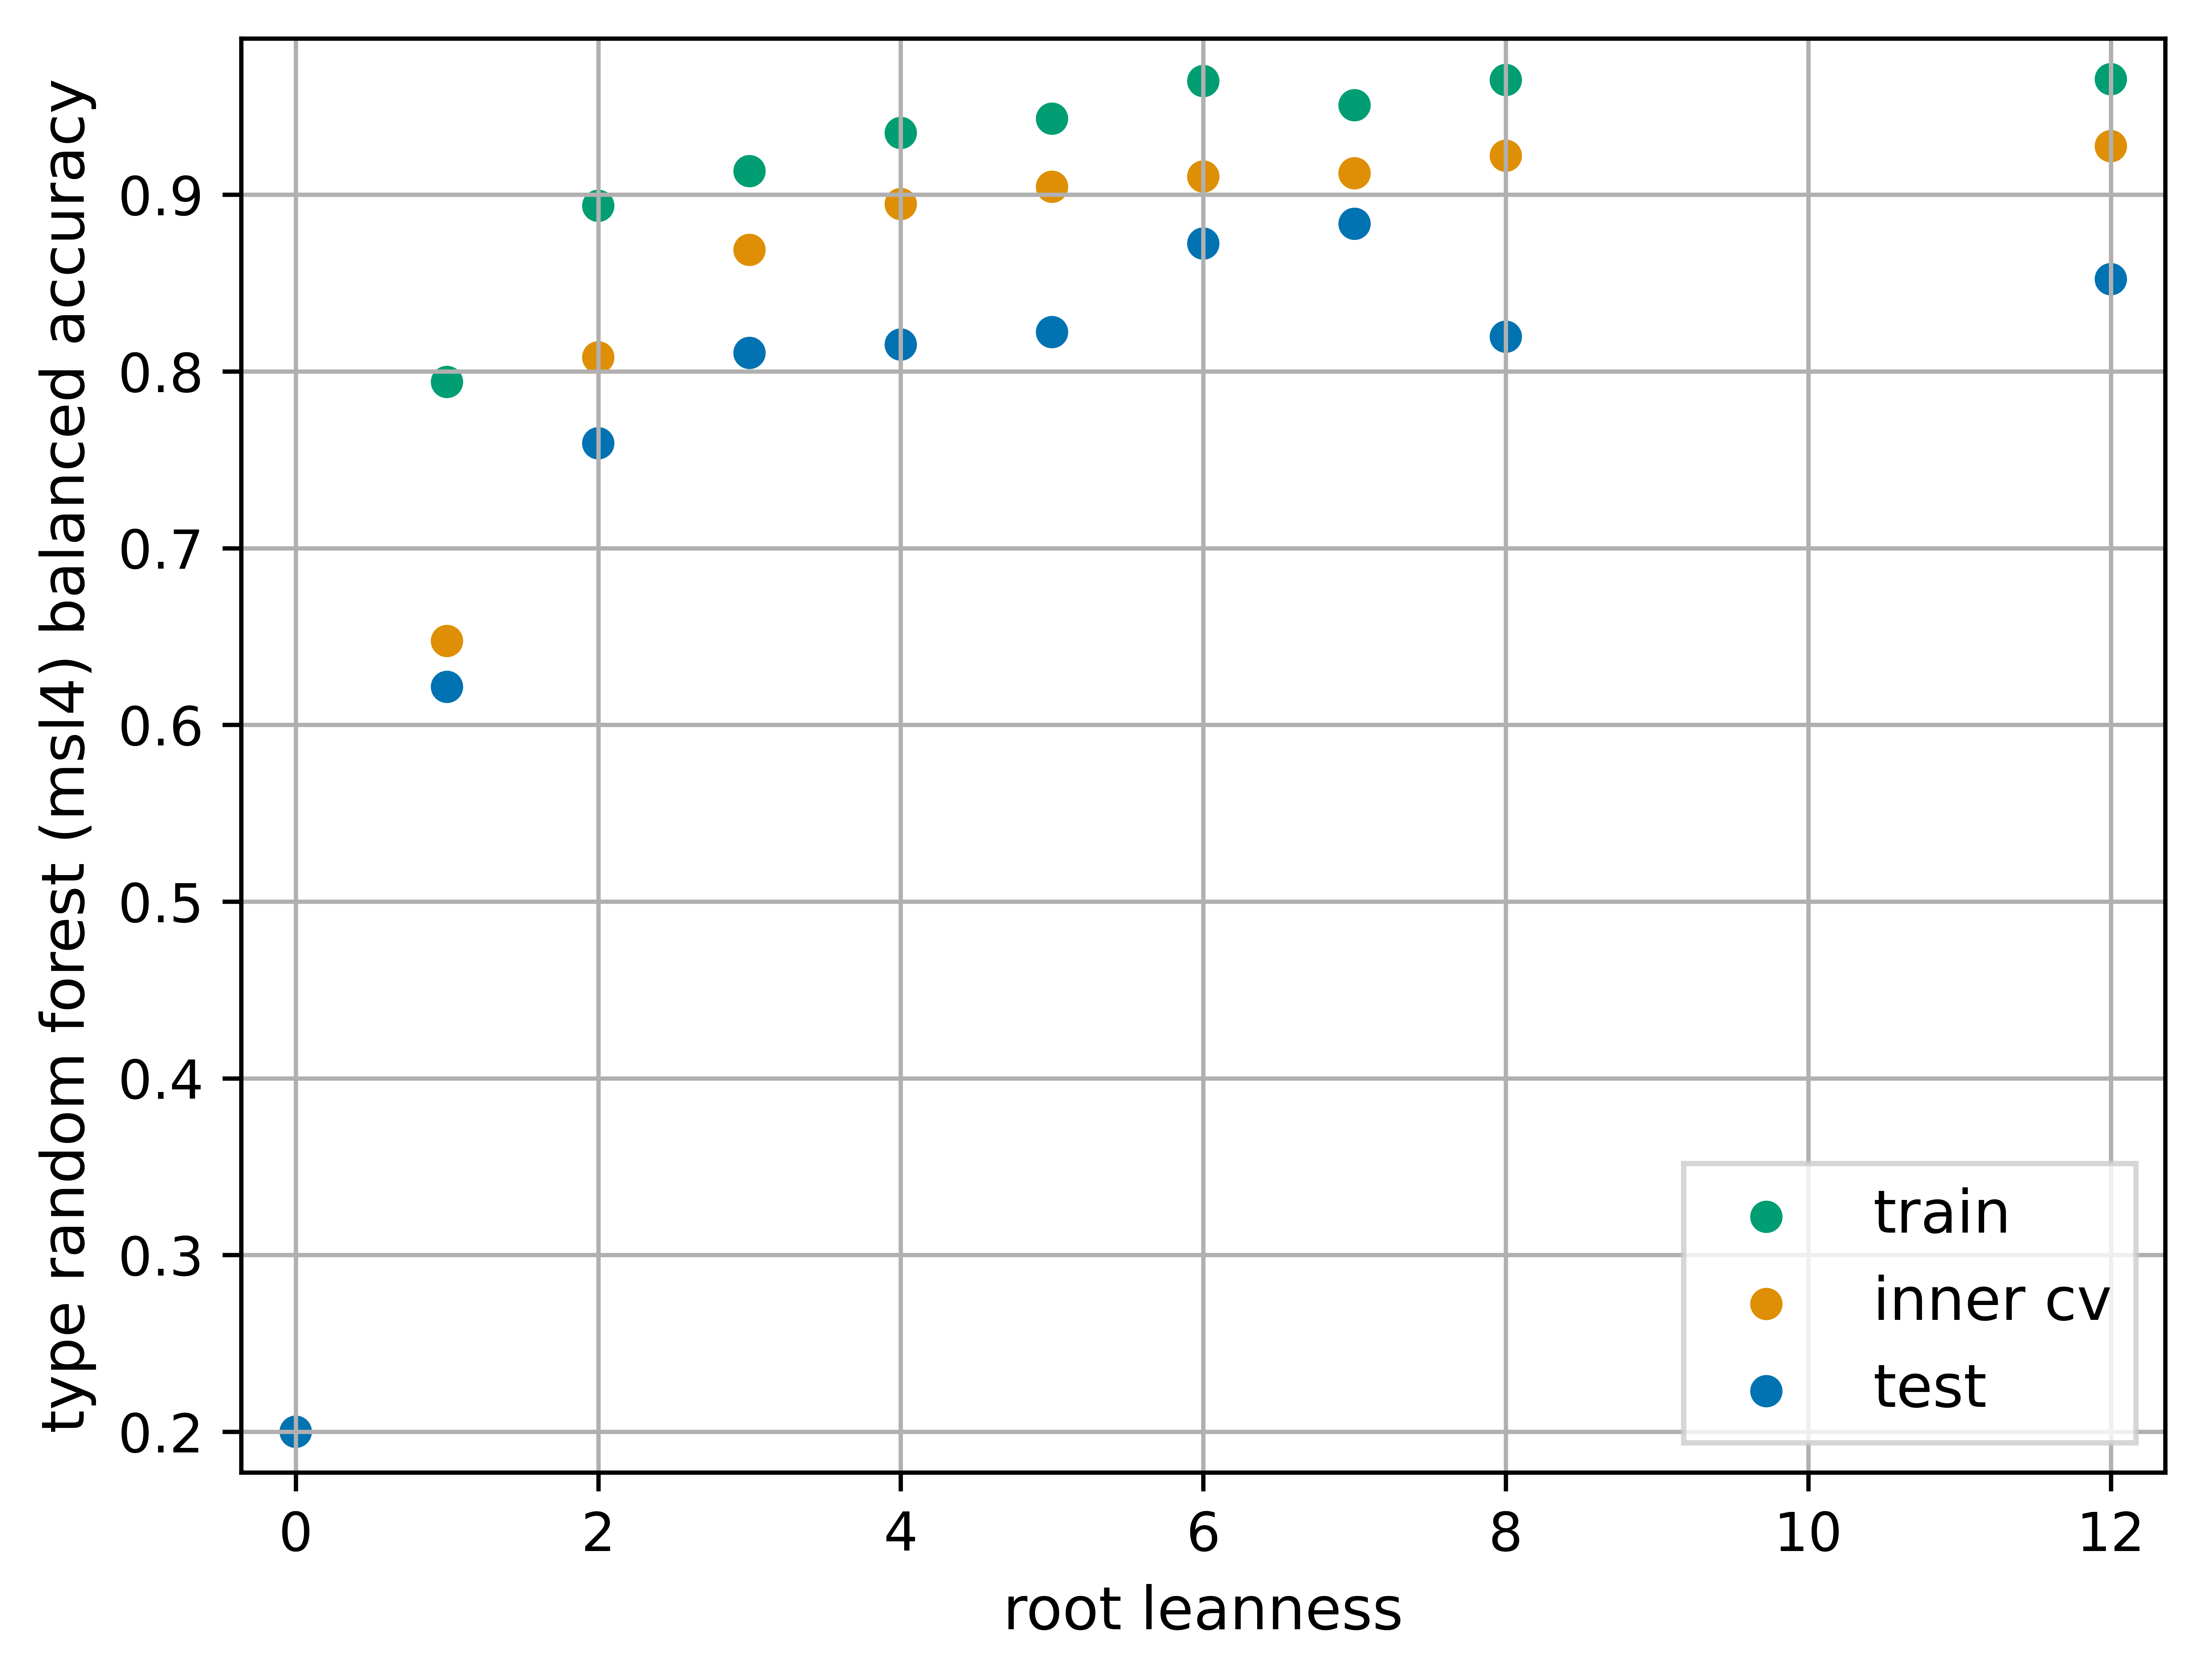 type random forest (msl4) balanced accuracy
0.9
0.8
0.7
0.6
0.5
0.4
0.3
0.2
train
inner cv
test
0 2 4 6 8 10 12
root leanness